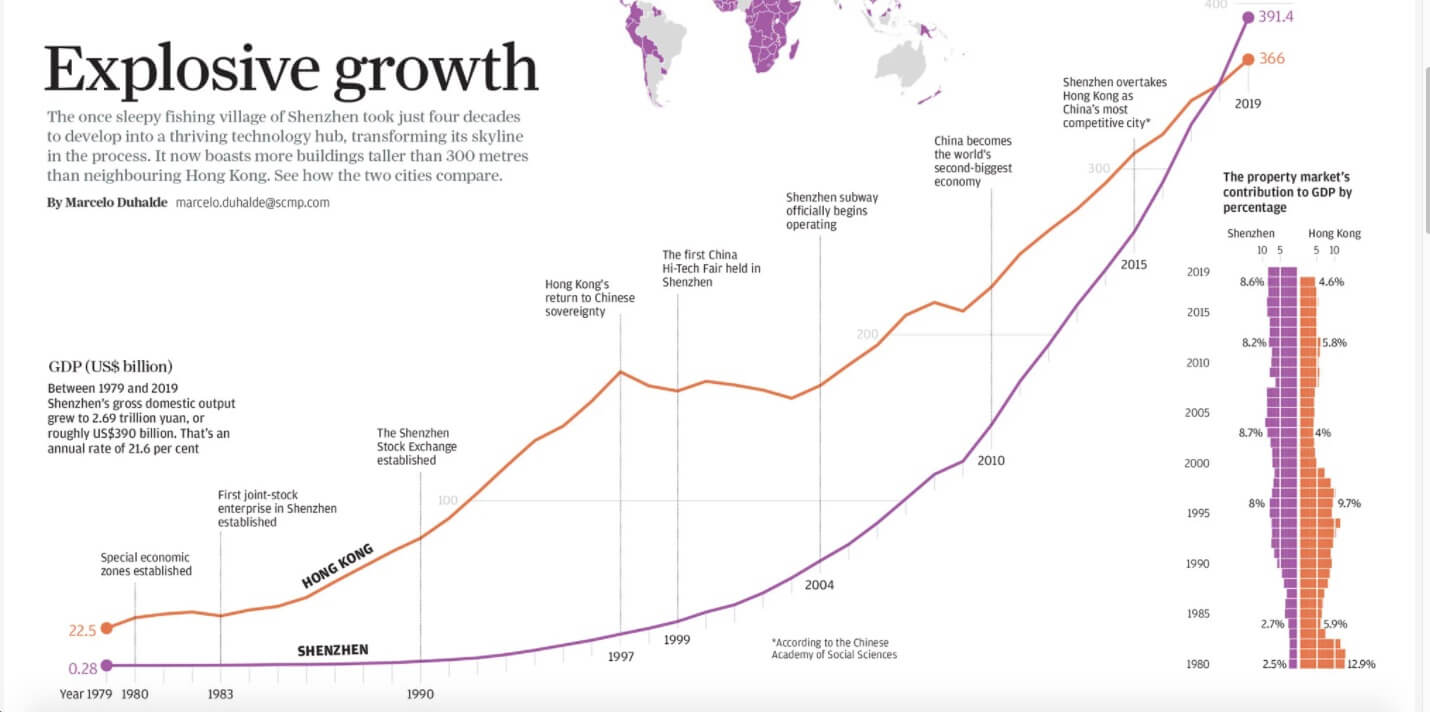 Explosive growth
The once sleepy fishing village of Shenzhen took just four decades
to develop into a thriving technology hub, transforming its skyline
in the process. It now boasts more buildings taller than 300 metres
than neighbouring Hong Kong. See how the two cities compare.
By Marcelo Duhalde marcelo.duhalde@scmp.com
GDP (US$ billion)
Between 1979 and 2019
Shenzhen's gross domestic output
grew to 2.69 trillion yuan, or
roughly US$390 billion. That's an
annual rate of 21.6 per cent
Special economic
zones established
First joint-stock
enterprise in Shenzhen
established
The Shenzhen
Stock Exchange
established
Hong Kong's
return to Chinese
sovereignty
The first China
Hi-Tech Fair held in
Shenzhen
Shenzhen subway
officially begins
operating
China becomes
the world's
second-biggest
economy
Shenzhen overtakes
Hong Kong as
China's most
competitive city*
400
391.4
366
2019
300
200
100
HONG KONG
SHENZHEN
22.5
0.28
Year 1979
1980
1983
1990
1997
1999
2004
2010
2015
*According to the Chinese
Academy of Social Sciences
The property market's
contribution to GDP by
percentage
Shenzhen Hong Kong
10 5 5 10
2019
8.6% 4.6%
2015
8.2% 5.8%
2010
2005
8.7% 4%
2000
8% 9.7%
1995
1990
1985
2.7% 5.9%
1980 2.5% 12.9%